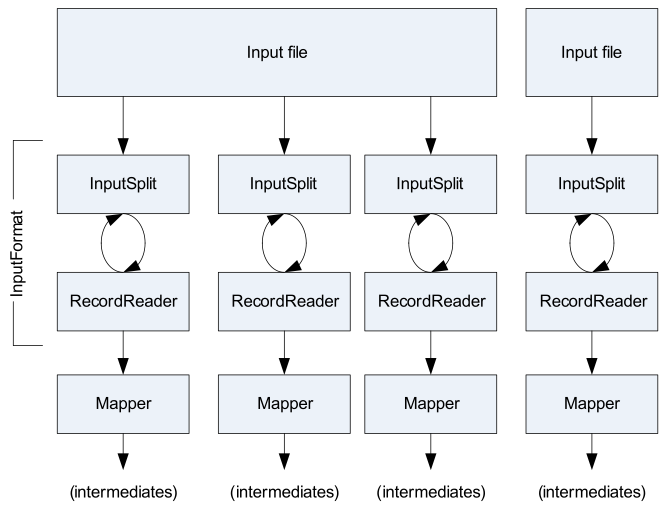 Input file
Input file
InputSplit
InputSplit
InputSplit
InputSplit
InputFormat
RecordReader
RecordReader
RecordReader
RecordReader
Mapper
Mapper
Mapper
Mapper
(intermediates)
(intermediates)
(intermediates)
(intermediates)